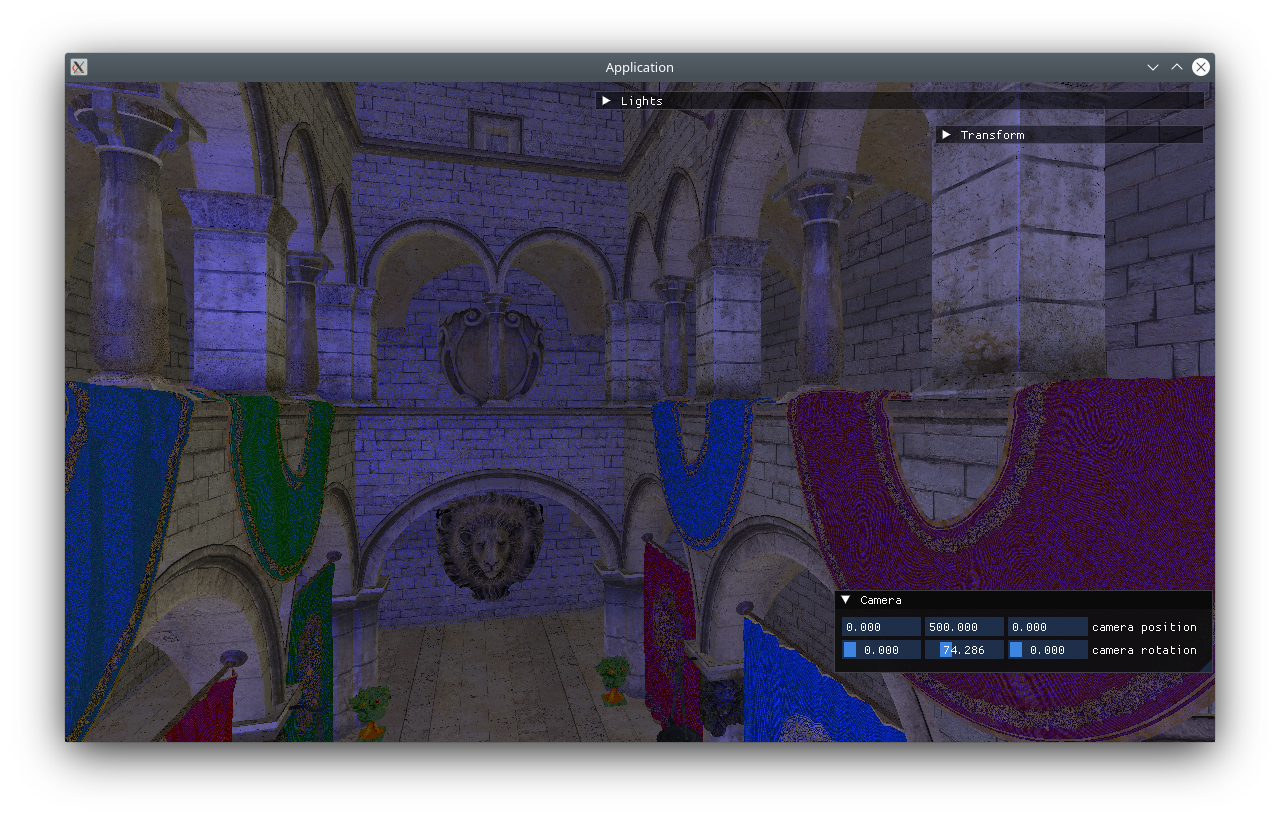 Application
Lights
Transform
Camera
0.000 500.000 0.000 camera position
0.000 74.286 0.000 camera rotation